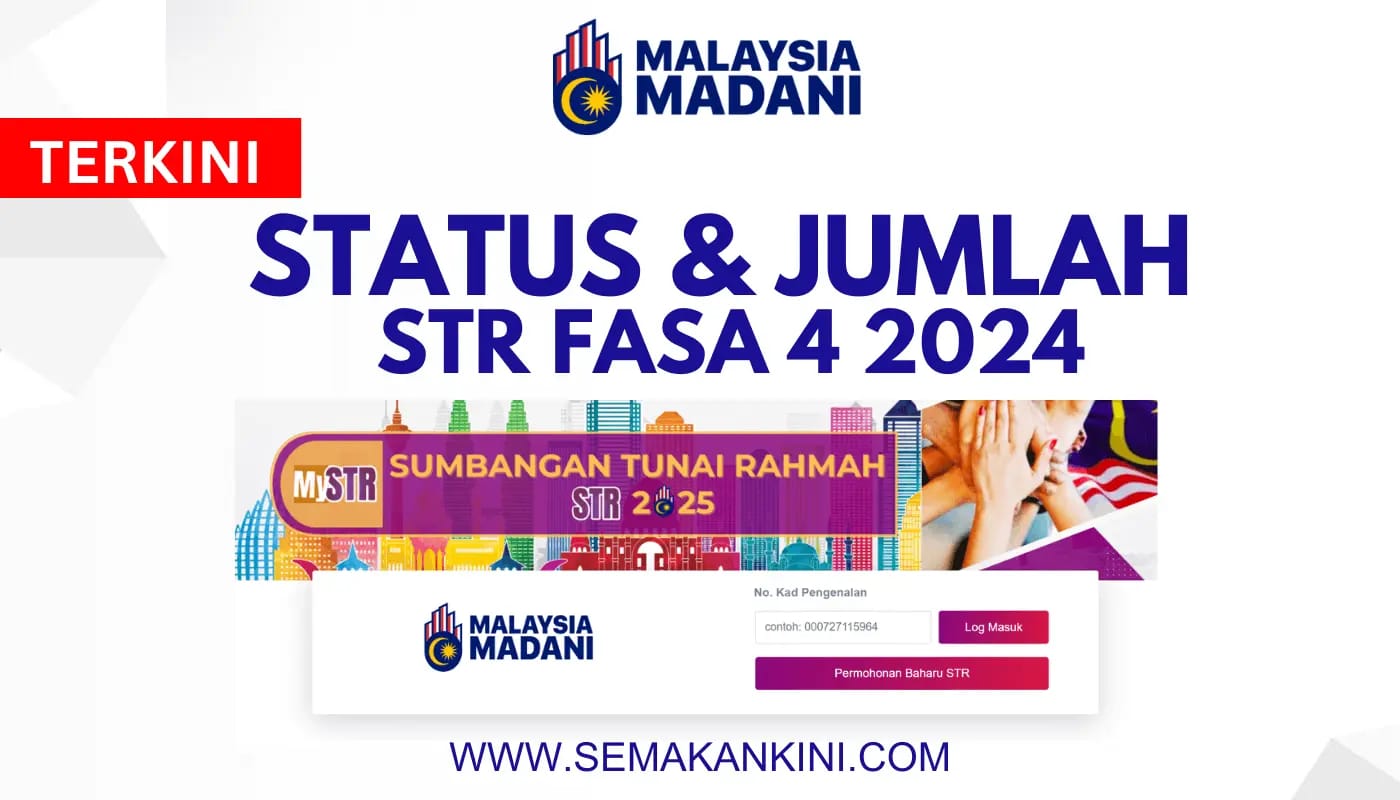 MALAYSIA
MADANI
TERKINI
STATUS & JUMLAH
STR FASA 4 2024
MySTR
SUMBANGAN TUNAI RAHMAH
STR 2025
No. Kad Pengenalan
MALAYSIA
MADANI
contoh: 000727115964
Log Masuk
Permohonan Baharu STR
WWW.SEMAKANKINI.COM